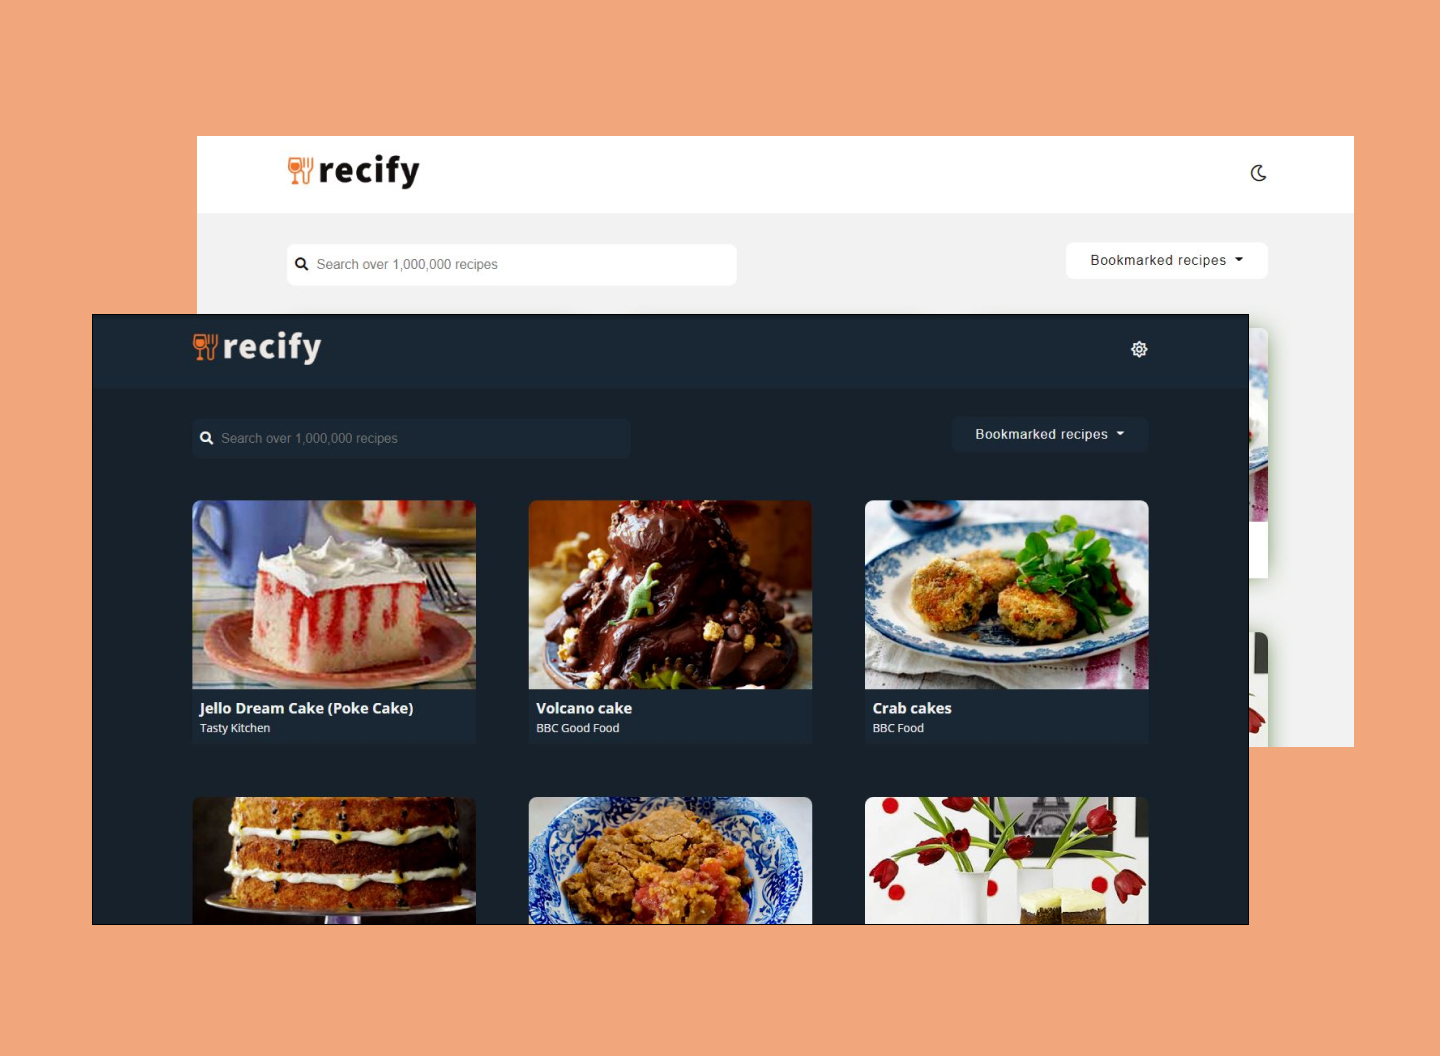 recify
Search over 1,000,000 recipes
Bookmarked recipes
recify
Search over 1,000,000 recipes
Bookmarked recipes
Jello Dream Cake (Poke Cake)
Tasty Kitchen
Volcano cake
BBC Good Food
Crab cakes
BBC Food